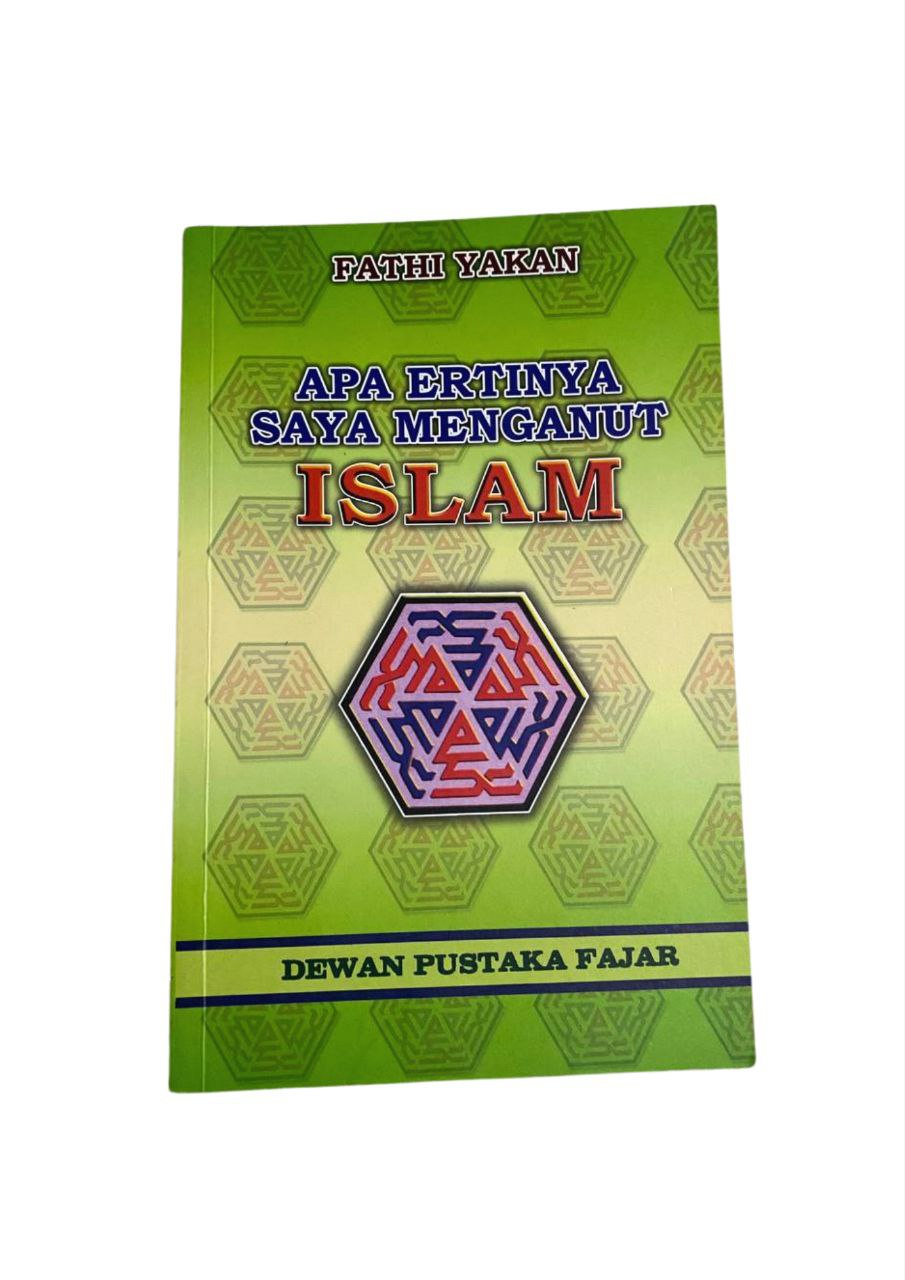 FATHI YAKAN
APA ERTINYA
SAYA MENGANUT
ISLAM
DEWAN PUSTAKA FAJAR